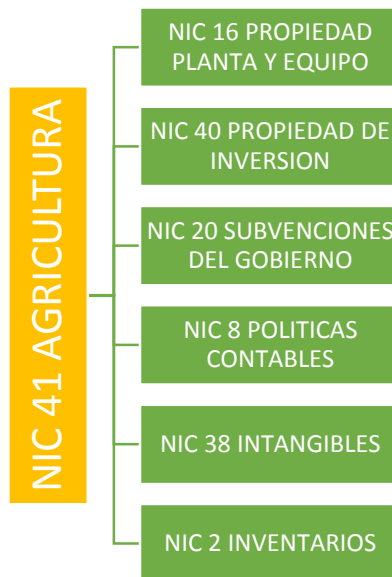 NIC 41 AGRICULTURA
NIC 16 PROPIEDAD
PLANTA Y EQUIPO
NIC 40 PROPIEDAD DE
INVERSION
NIC 20 SUBVENCIONES
DEL GOBIERNO
NIC 8 POLITICAS
CONTABLES
NIC 38 INTANGIBLES
NIC 2 INVENTARIOS